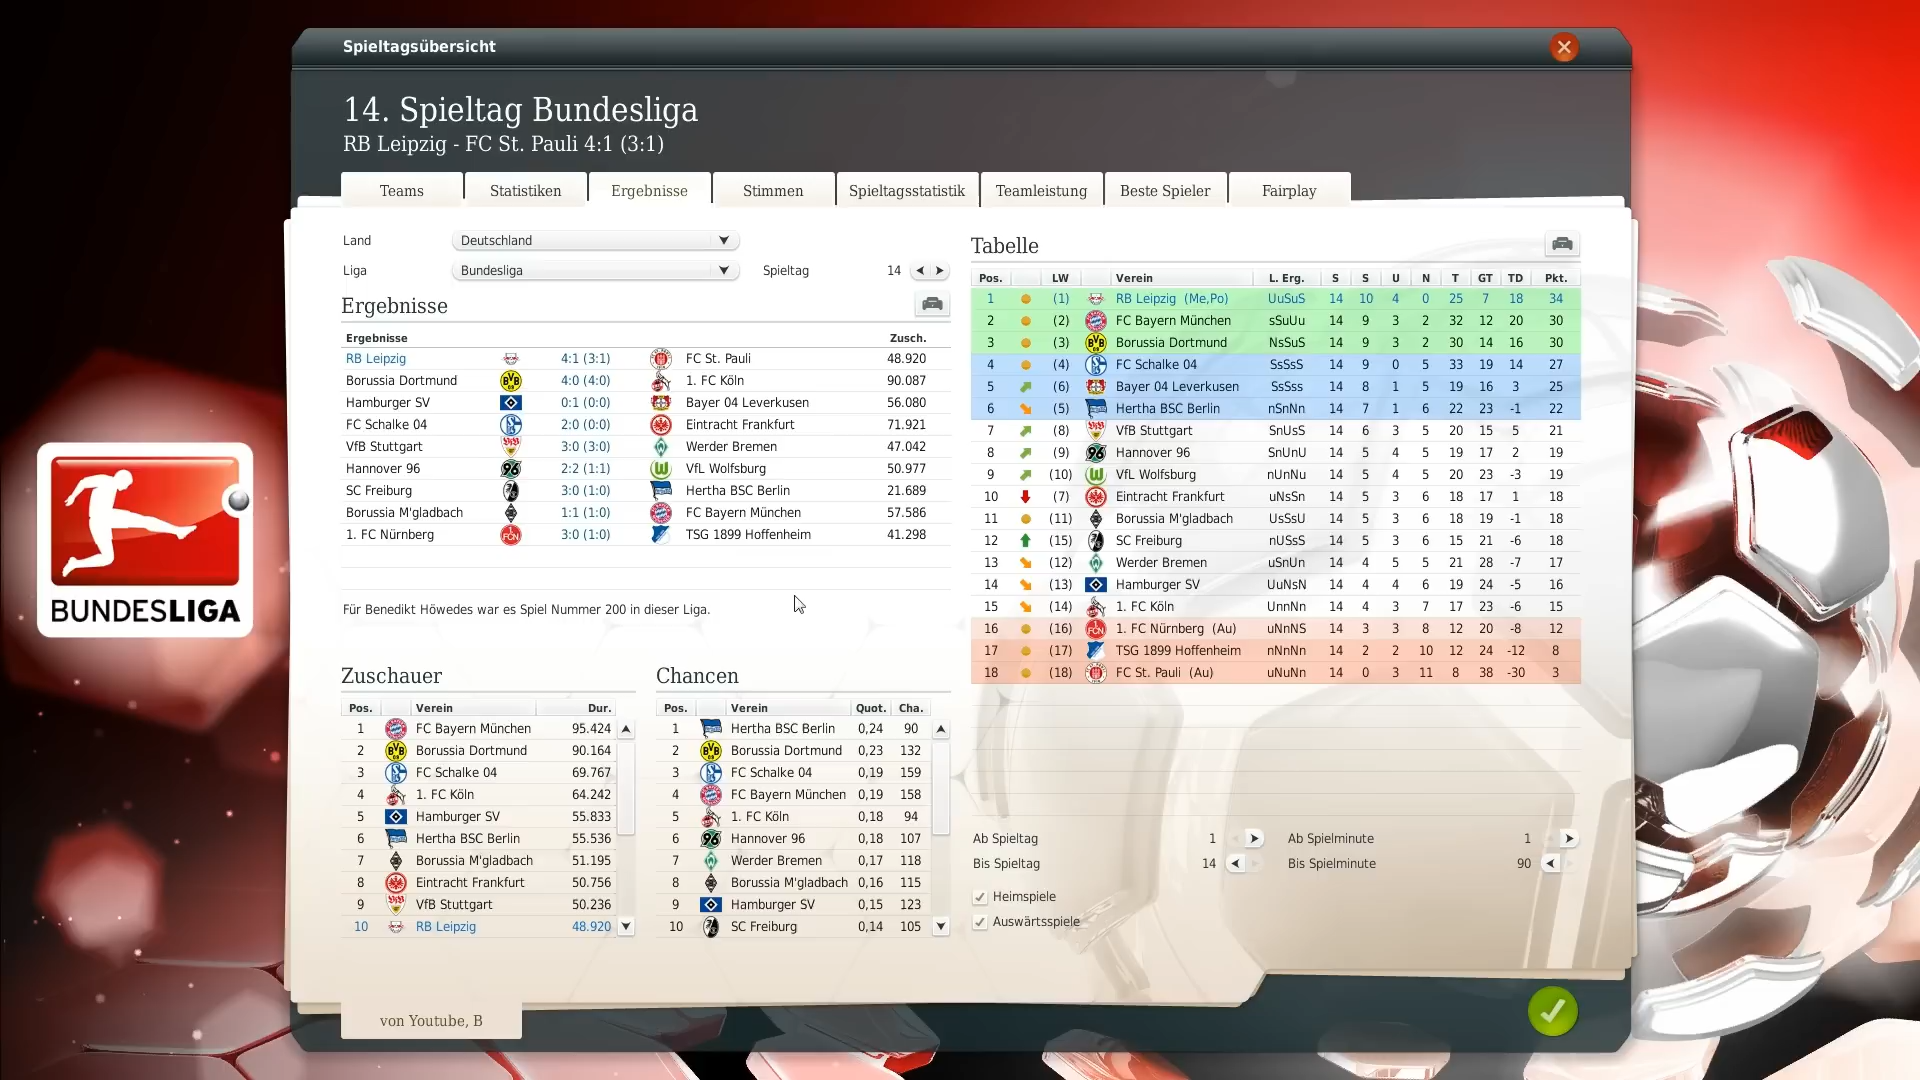 Spieltagsübersicht
14. Spieltag Bundesliga
RB Leipzig - FC St. Pauli 4:1 (3:1)
Teams Statistiken Ergebnisse Stimmen Spieltagsstatistik Teamleistung Beste Spieler Fairplay
Land Deutschland
Liga Bundesliga Spieltag 14
Ergebnisse
Ergebnisse Zusch.
RB Leipzig 4:1 (3:1) FC St. Pauli 48.920
Borussia Dortmund 4:0 (4:0) 1. FC Köln 90.087
Hamburger SV 0:1 (0:0) Bayer 04 Leverkusen 56.080
FC Schalke 04 2:0 (0:0) Eintracht Frankfurt 71.921
VfB Stuttgart 3:0 (3:0) Werder Bremen 47.042
Hannover 96 2:2 (1:1) VfL Wolfsburg 50.977
SC Freiburg 3:0 (1:0) Hertha BSC Berlin 21.689
Borussia M'gladbach 1:1 (1:0) FC Bayern München 57.586
1. FC Nürnberg 3:0 (1:0) TSG 1899 Hoffenheim 41.298
Für Benedikt Höwedes war es Spiel Nummer 200 in dieser Liga.
Zuschauer
Pos. Verein Dur.
1 FC Bayern München 95.424
2 Borussia Dortmund 90.164
3 FC Schalke 04 69.767
4 1. FC Köln 64.242
5 Hamburger SV 55.833
6 Hertha BSC Berlin 55.536
7 Borussia M'gladbach 51.195
8 Eintracht Frankfurt 50.756
9 VfB Stuttgart 50.236
10 RB Leipzig 48.920
Chancen
Pos. Verein Quot. Cha.
1 Hertha BSC Berlin 0,24 90
2 Borussia Dortmund 0,23 132
3 FC Schalke 04 0,19 159
4 FC Bayern München 0,19 158
5 1. FC Köln 0,18 94
6 Hannover 96 0,18 107
7 Werder Bremen 0,17 118
8 Borussia M'gladbach 0,16 115
9 Hamburger SV 0,15 123
10 SC Freiburg 0,14 105
Tabelle
Pos. LW Verein L. Erg. S S U N T GT TD Pkt.
1 (1) RB Leipzig (Me,Po) UuSuS 14 10 4 0 25 7 18 34
2 (2) FC Bayern München sSuUu 14 9 3 2 32 12 20 30
3 (3) Borussia Dortmund NsSuS 14 9 3 2 30 14 16 30
4 (4) FC Schalke 04 SsSsS 14 9 0 5 33 19 14 27
5 (6) Bayer 04 Leverkusen SsSss 14 8 1 5 19 16 3 25
6 (5) Hertha BSC Berlin nSnNn 14 7 1 6 22 23 -1 22
7 (8) VfB Stuttgart SnUsS 14 6 3 5 20 15 5 21
8 (9) Hannover 96 SnUnU 14 5 4 5 19 17 2 19
9 (10) VfL Wolfsburg nUnNu 14 5 4 5 20 23 -3 19
10 (7) Eintracht Frankfurt uNsSn 14 5 3 6 18 17 1 18
11 (11) Borussia M'gladbach UsSsU 14 5 3 6 18 19 -1 18
12 (15) SC Freiburg nUSsS 14 5 3 6 15 21 -6 18
13 (12) Werder Bremen uSnUn 14 4 5 5 21 28 -7 17
14 (13) Hamburger SV UuNsN 14 4 4 6 19 24 -5 16
15 (14) 1. FC Köln UnnNn 14 4 3 7 17 23 -6 15
16 (16) 1. FC Nürnberg (Au) uNnNS 14 3 3 8 12 20 -8 12
17 (17) TSG 1899 Hoffenheim nNnNn 14 2 2 10 12 24 -12 8
18 (18) FC St. Pauli (Au) uNuNn 14 0 3 11 8 38 -30 3
Ab Spieltag 1 Ab Spielminute 1
Bis Spieltag 14 Bis Spielminute 90
Heimspiele
Auswärtsspiele
von Youtube, B
BUNDESLIGA